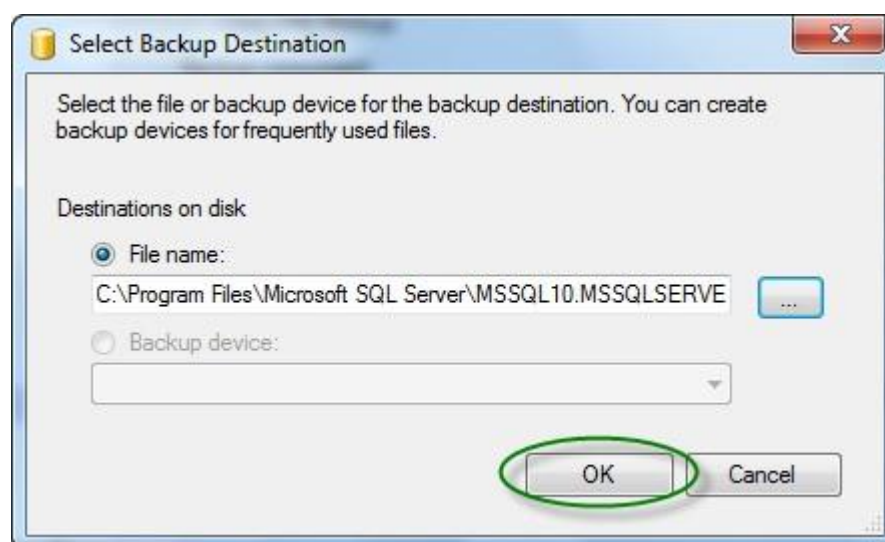 Select Backup Destination
Select the file or backup device for the backup destination. You can create
backup devices for frequently used files.
Destinations on disk
File name:
C:\Program Files\Microsoft SQL Server\MSSQL10.MSSQLSERVE
...
Backup device:
OK Cancel